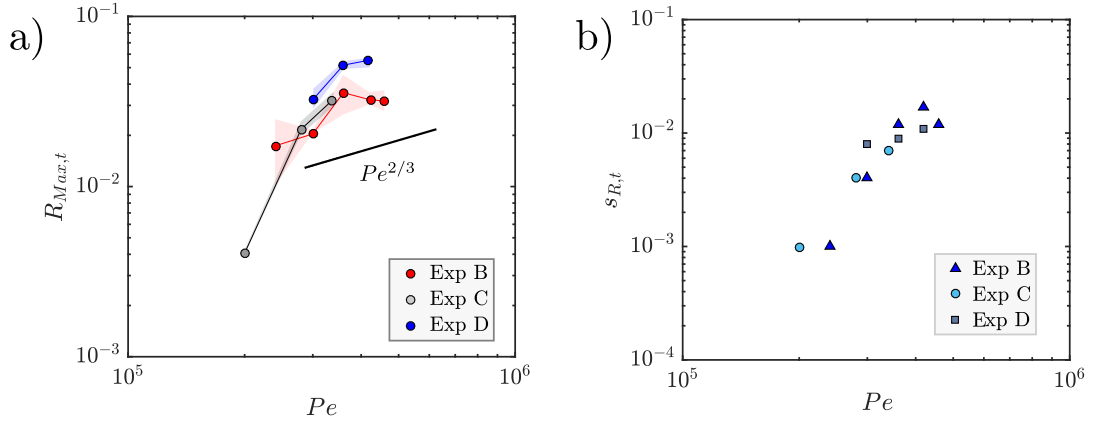 a)
10^{-1}
10^{-2}
10^{-3}
R_{Max,t}
Pe^{2/3}
Exp B
Exp C
Exp D
10^5
10^6
Pe
b)
10^{-1}
10^{-2}
10^{-3}
10^{-4}
s_{R,t}
Exp B
Exp C
Exp D
10^5
10^6
Pe